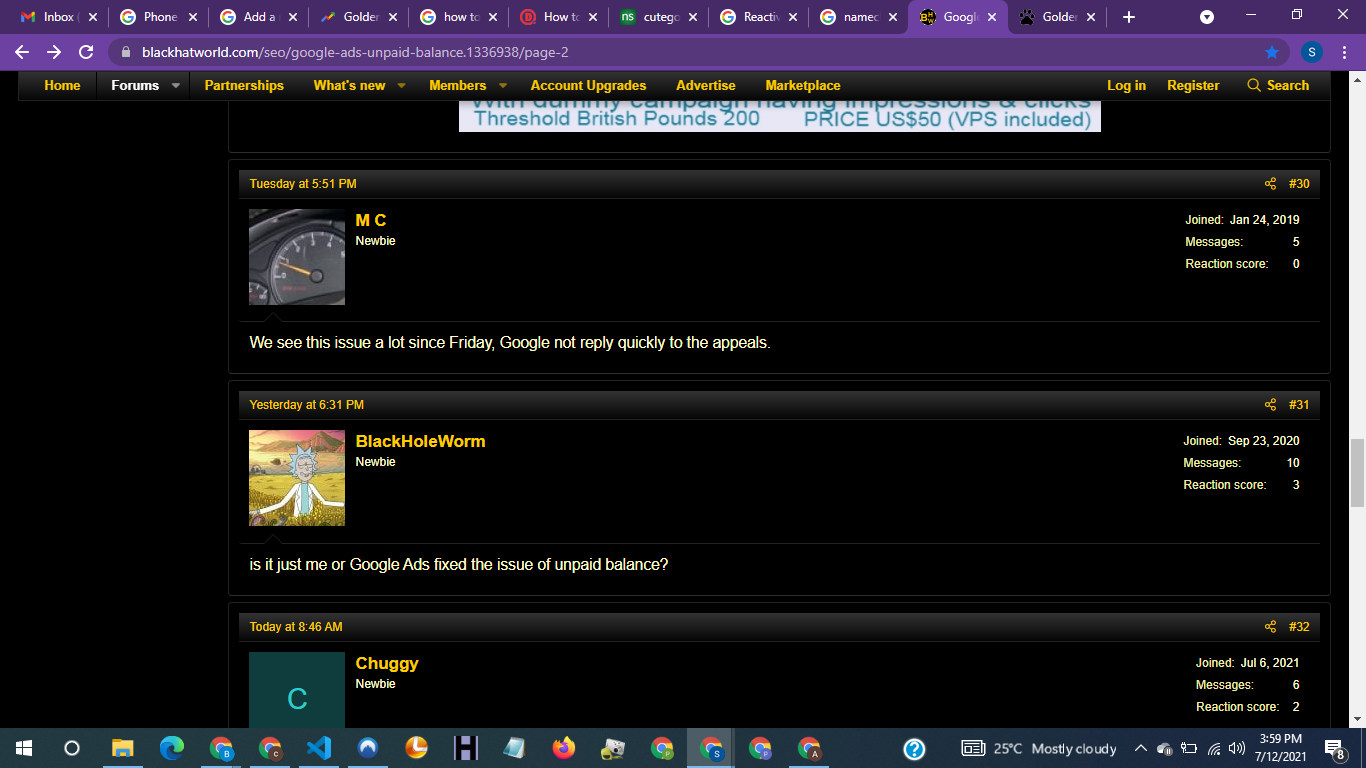 Inbox (
Phone
Add a
Golder
how to
How to
ns
cutego
Reactiv
namec
Google
Golder
blackhatworld.com/seo/google-ads-unpaid-balance.1336938/page-2
S
Home
Forums
Partnerships
What's new
Members
Account Upgrades
Advertise
Marketplace
Log in
Register
Search
With dummy campaign having impressions & clicks
Threshold British Pounds 200 PRICE US$50 (VPS included)
Tuesday at 5:51 PM
#30
M C
Newbie
Joined: Jan 24, 2019
Messages: 5
Reaction score: 0
We see this issue a lot since Friday, Google not reply quickly to the appeals.
Yesterday at 6:31 PM
#31
BlackHoleWorm
Newbie
Joined: Sep 23, 2020
Messages: 10
Reaction score: 3
is it just me or Google Ads fixed the issue of unpaid balance?
Today at 8:46 AM
#32
C
Chuggy
Newbie
Joined: Jul 6, 2021
Messages: 6
Reaction score: 2
25°C Mostly cloudy
3:59 PM
7/12/2021
8